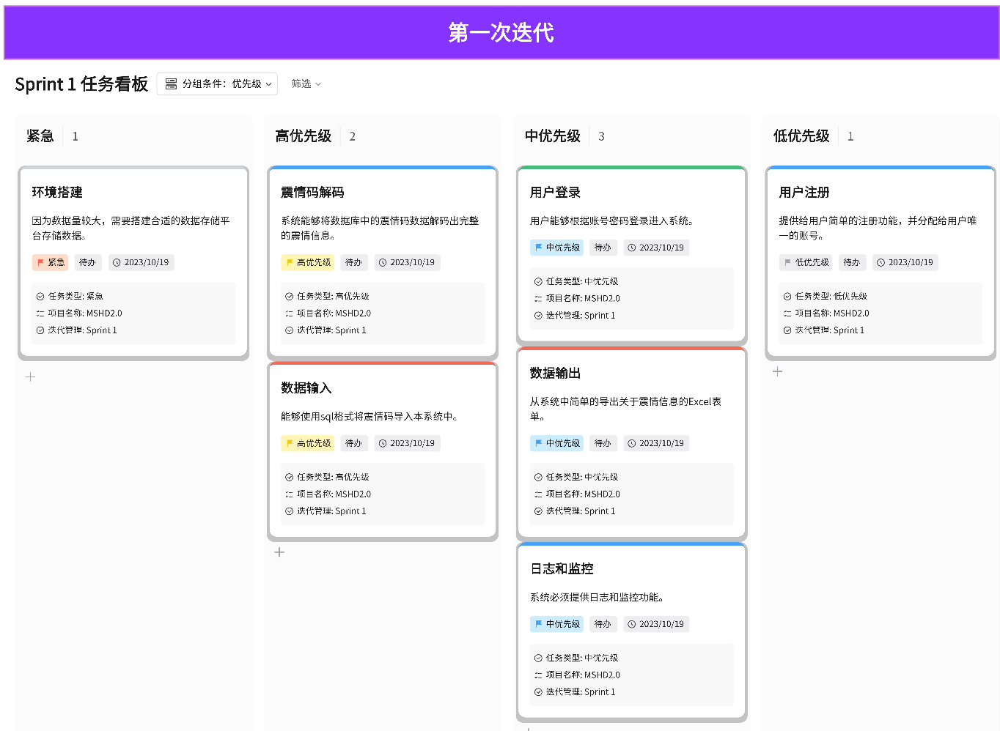 第一次迭代
Sprint 1 任务看板
分组条件：优先级
筛选
紧急 1
环境搭建
因为数据量较大，需要搭建合适的数据存储平
台存储数据。
紧急 待办 2023/10/19
任务类型: 紧急
项目名称: MSHD2.0
迭代管理: Sprint 1
高优先级 2
震情码解码
系统能够将数据库中的震情码数据解码出完整
的震情信息。
高优先级 待办 2023/10/19
任务类型: 高优先级
项目名称: MSHD2.0
迭代管理: Sprint 1
数据输入
能够使用sql格式将震情码导入本系统中。
高优先级 待办 2023/10/19
任务类型: 高优先级
项目名称: MSHD2.0
迭代管理: Sprint 1
中优先级 3
用户登录
用户能够根据账号密码登录进入系统。
中优先级 待办 2023/10/19
任务类型: 中优先级
项目名称: MSHD2.0
迭代管理: Sprint 1
数据输出
从系统中简单的导出关于震情信息的Excel表
单。
中优先级 待办 2023/10/19
任务类型: 中优先级
项目名称: MSHD2.0
迭代管理: Sprint 1
日志和监控
系统必须提供日志和监控功能。
中优先级 待办 2023/10/19
任务类型: 中优先级
项目名称: MSHD2.0
迭代管理: Sprint 1
低优先级 1
用户注册
提供给用户简单的注册功能，并分配给用户唯
一的账号。
低优先级 待办 2023/10/19
任务类型: 低优先级
项目名称: MSHD2.0
迭代管理: Sprint 1